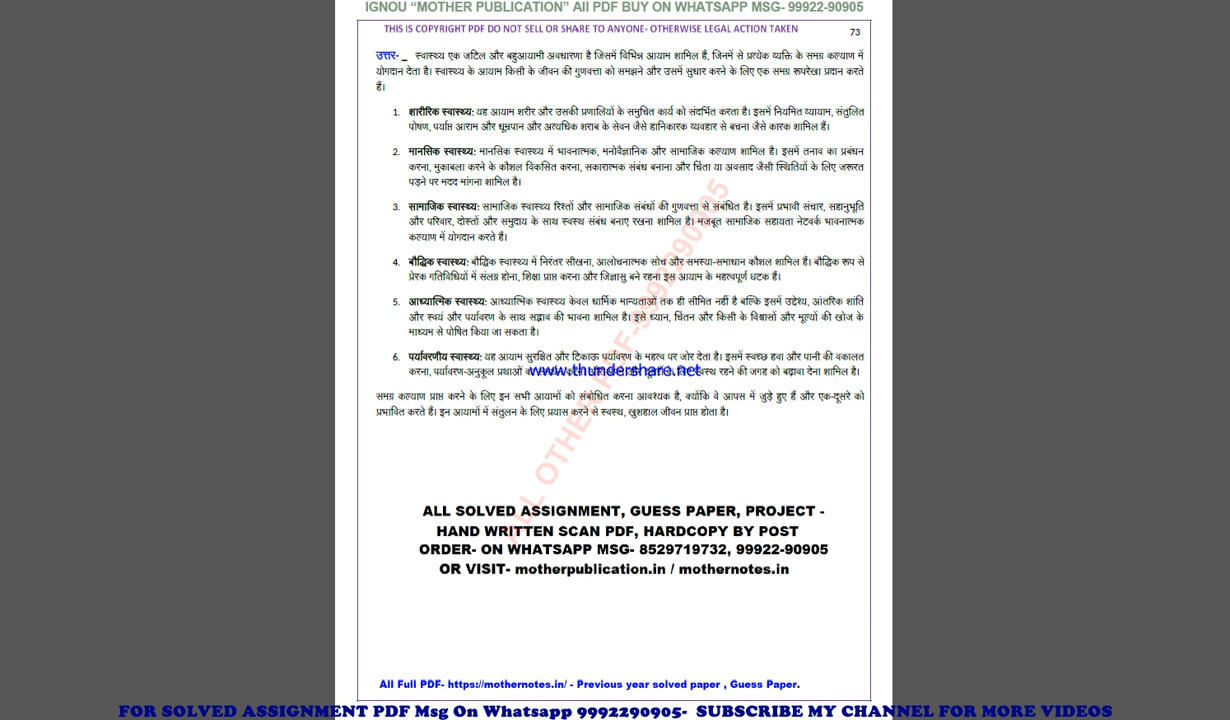 IGNOU “MOTHER PUBLICATION” All PDF BUY ON WHATSAPP MSG- 99922-90905
THIS IS COPYRIGHT PDF DO NOT SELL OR SHARE TO ANYONE- OTHERWISE LEGAL ACTION TAKEN
73
उत्तर-_ स्वास्थ्य एक जटिल और बहुआयामी अवधारणा है जिसमें विभिन्न आयाम शामिल हैं, जिनमें से प्रत्येक व्यक्ति के समग्र कल्याण में
योगदान देता है। स्वास्थ्य के आयाम किसी के जीवन की गुणवत्ता को समझने और उसमें सुधार करने के लिए एक समग्र रूपरेखा प्रदान करते
हैं।
1. शारीरिक स्वास्थ्य: यह आयाम शरीर और उसकी प्रणालियों के समुचित कार्य को संदर्भित करता है। इसमें नियमित व्यायाम, संतुलित
पोषण, पर्याप्त आराम और धूम्रपान और अत्यधिक शराब के सेवन जैसे हानिकारक व्यवहार से बचना जैसे कारक शामिल हैं।
2. मानसिक स्वास्थ्य: मानसिक स्वास्थ्य में भावनात्मक, मनोवैज्ञानिक और सामाजिक कल्याण शामिल है। इसमें तनाव का प्रबंधन
करना, मुकाबला करने के कौशल विकसित करना, सकारात्मक संबंध बनाना और चिंता या अवसाद जैसी स्थितियों के लिए जरूरत
पड़ने पर मदद मांगना शामिल है।
3. सामाजिक स्वास्थ्य: सामाजिक स्वास्थ्य रिश्तों और सामाजिक संबंधों की गुणवत्ता से संबंधित है। इसमें प्रभावी संचार, सहानुभूति
और परिवार, दोस्तों और समुदाय के साथ स्वस्थ संबंध बनाए रखना शामिल है। मजबूत सामाजिक सहायता नेटवर्क भावनात्मक
कल्याण में योगदान करते हैं।
4. बौद्धिक स्वास्थ्य: बौद्धिक स्वास्थ्य में निरंतर सीखना, आलोचनात्मक सोच और समस्या-समाधान कौशल शामिल हैं। बौद्धिक रूप से
प्रेरक गतिविधियों में संलग्न होना, शिक्षा प्राप्त करना और जिज्ञासु बने रहना इस आयाम के महत्वपूर्ण घटक हैं।
5. आध्यात्मिक स्वास्थ्य: आध्यात्मिक स्वास्थ्य केवल धार्मिक मान्यताओं तक ही सीमित नहीं है बल्कि इसमें उद्देश्य, आंतरिक शांति
और स्वयं और पर्यावरण के साथ सद्भाव की भावना शामिल है। इसे ध्यान, चिंतन और किसी के विश्वासों और मूल्यों की खोज के
माध्यम से पोषित किया जा सकता है।
6. पर्यावरणीय स्वास्थ्य: यह आयाम सुरक्षित और टिकाऊ पर्यावरण के महत्व पर जोर देता है। इसमें स्वच्छ हवा और पानी की वकालत
करना, पर्यावरण-अनुकूल प्रथाओं www.thundershare.net स्वस्थ रहने की जगह को बढ़ावा देना शामिल है।
समग्र कल्याण प्राप्त करने के लिए इन सभी आयामों को संबोधित करना आवश्यक है, क्योंकि वे आपस में जुड़े हुए हैं और एक-दूसरे को
प्रभावित करते हैं। इन आयामों में संतुलन के लिए प्रयास करने से स्वस्थ, खुशहाल जीवन प्राप्त होता है।
ALL OTHER PDF-9992290905
ALL SOLVED ASSIGNMENT, GUESS PAPER, PROJECT -
HAND WRITTEN SCAN PDF, HARDCOPY BY POST
ORDER- ON WHATSAPP MSG- 8529719732, 99922-90905
OR VISIT- motherpublication.in / mothernotes.in
All Full PDF- https://mothernotes.in/ - Previous year solved paper , Guess Paper.
FOR SOLVED ASSIGNMENT PDF Msg On Whatsapp 9992290905- SUBSCRIBE MY CHANNEL FOR MORE VIDEOS